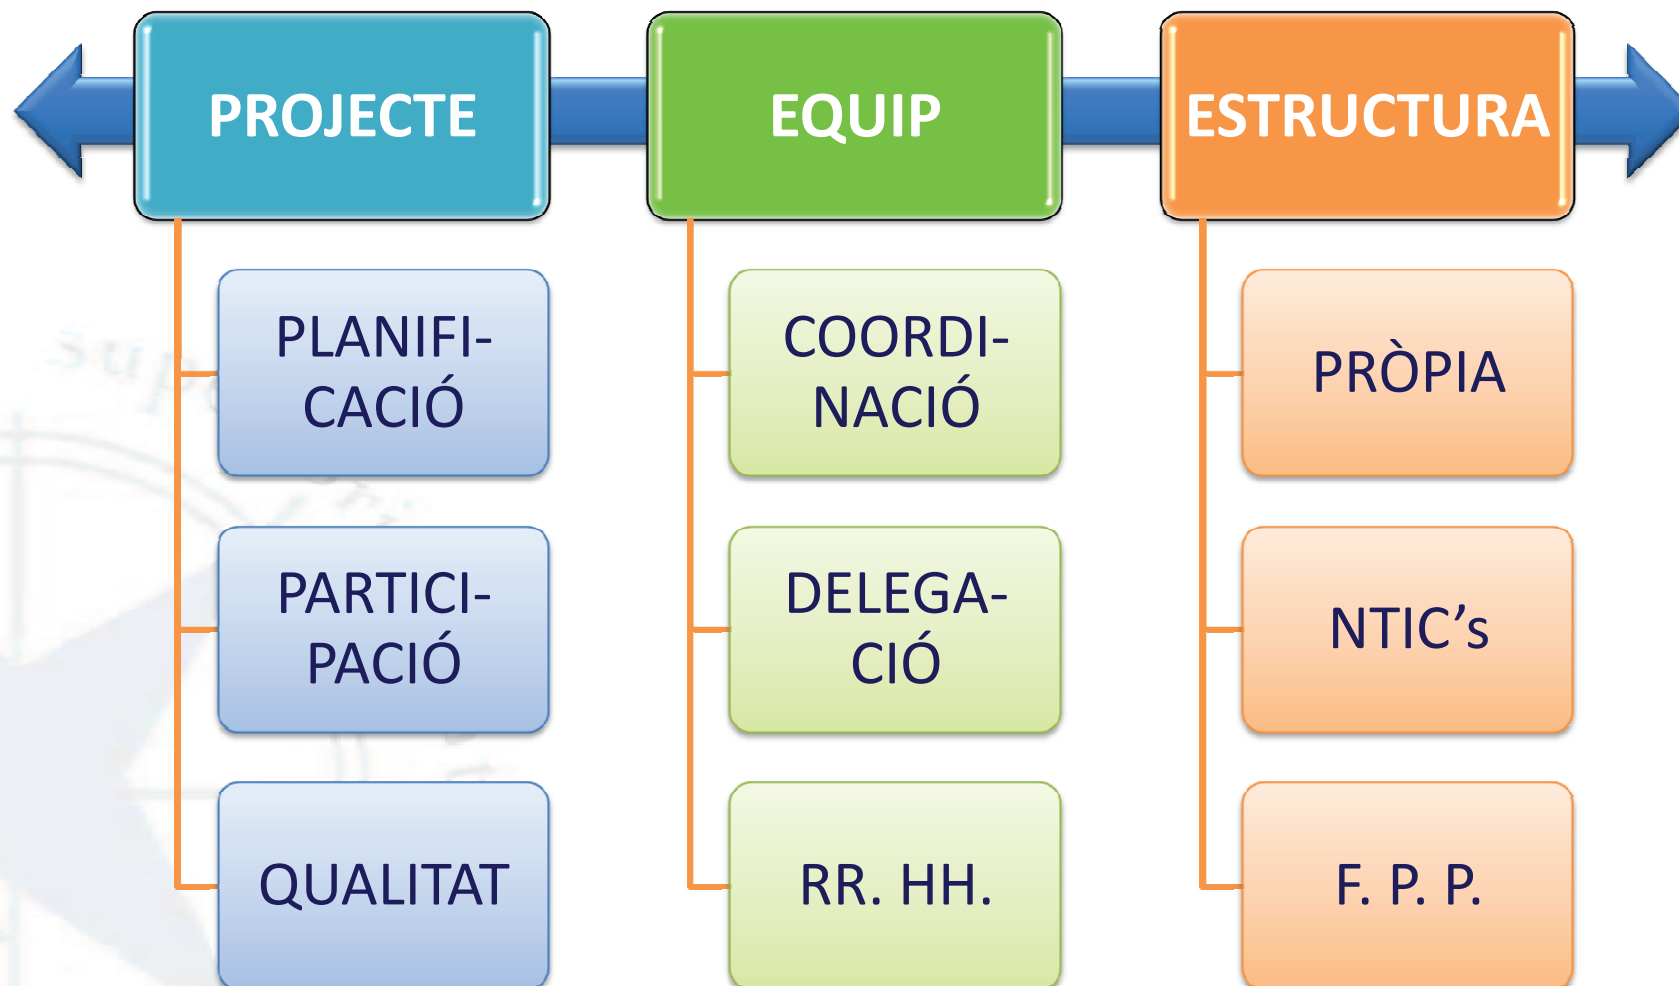 PROJECTE
EQUIP
ESTRUCTURA
PLANIFI-
CACIÓ
COORDI-
NACIÓ
PRÒPIA
PARTICI-
PACIÓ
DELEGA-
CIÓ
NTIC’s
QUALITAT
RR. HH.
F. P. P.